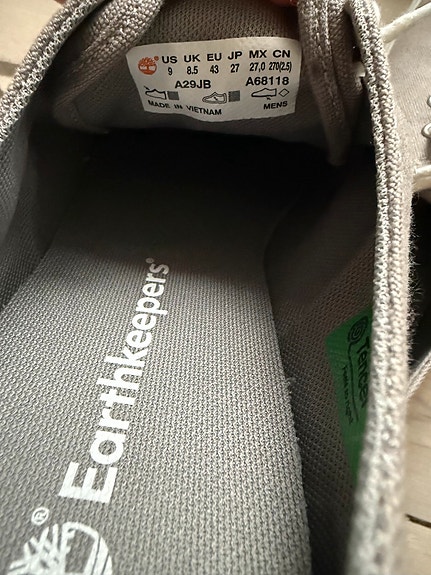 US UK EU JP MX CN
9 8.5 43 27 27,0 270(2.5)
A29JB A68118
MADE IN VIETNAM MENS
Earthkeepers®
®
Tencel